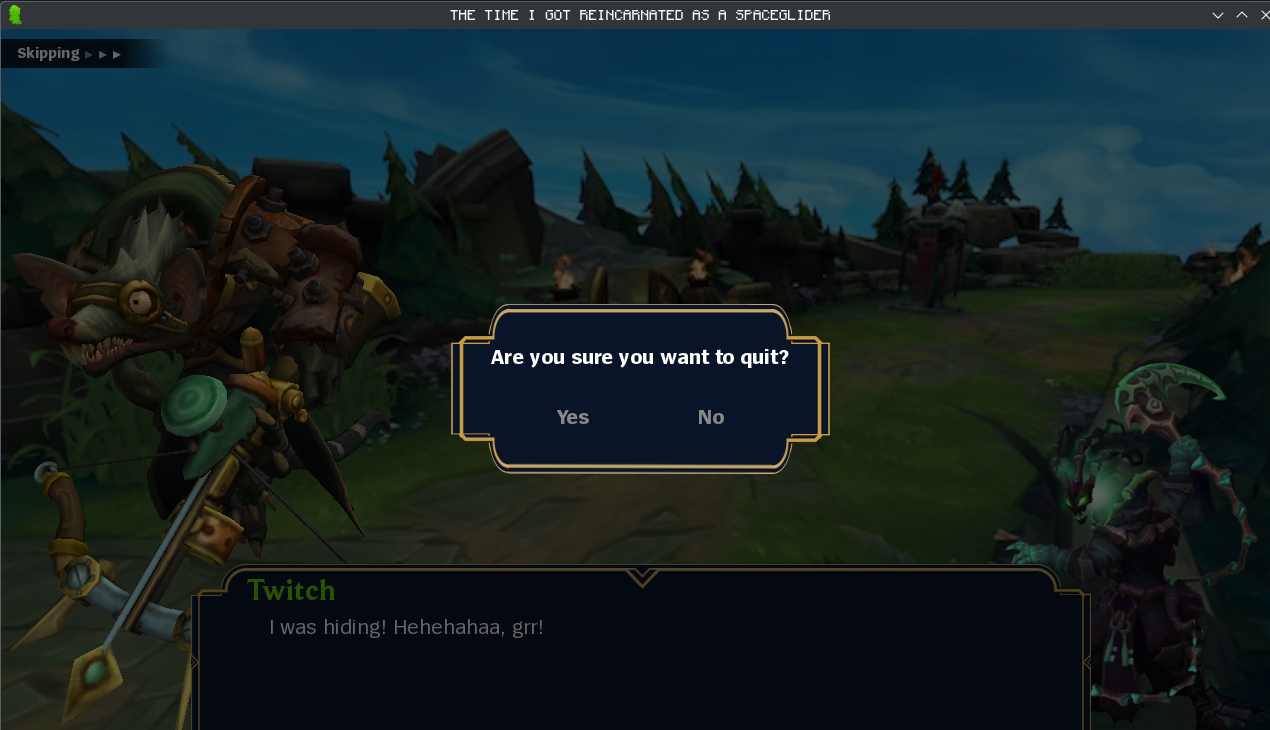 THE TIME I GOT REINCARNATED AS A SPACEGLIDER
Skipping
Are you sure you want to quit?
Yes No
Twitch
I was hiding! Hehehahaa, grr!